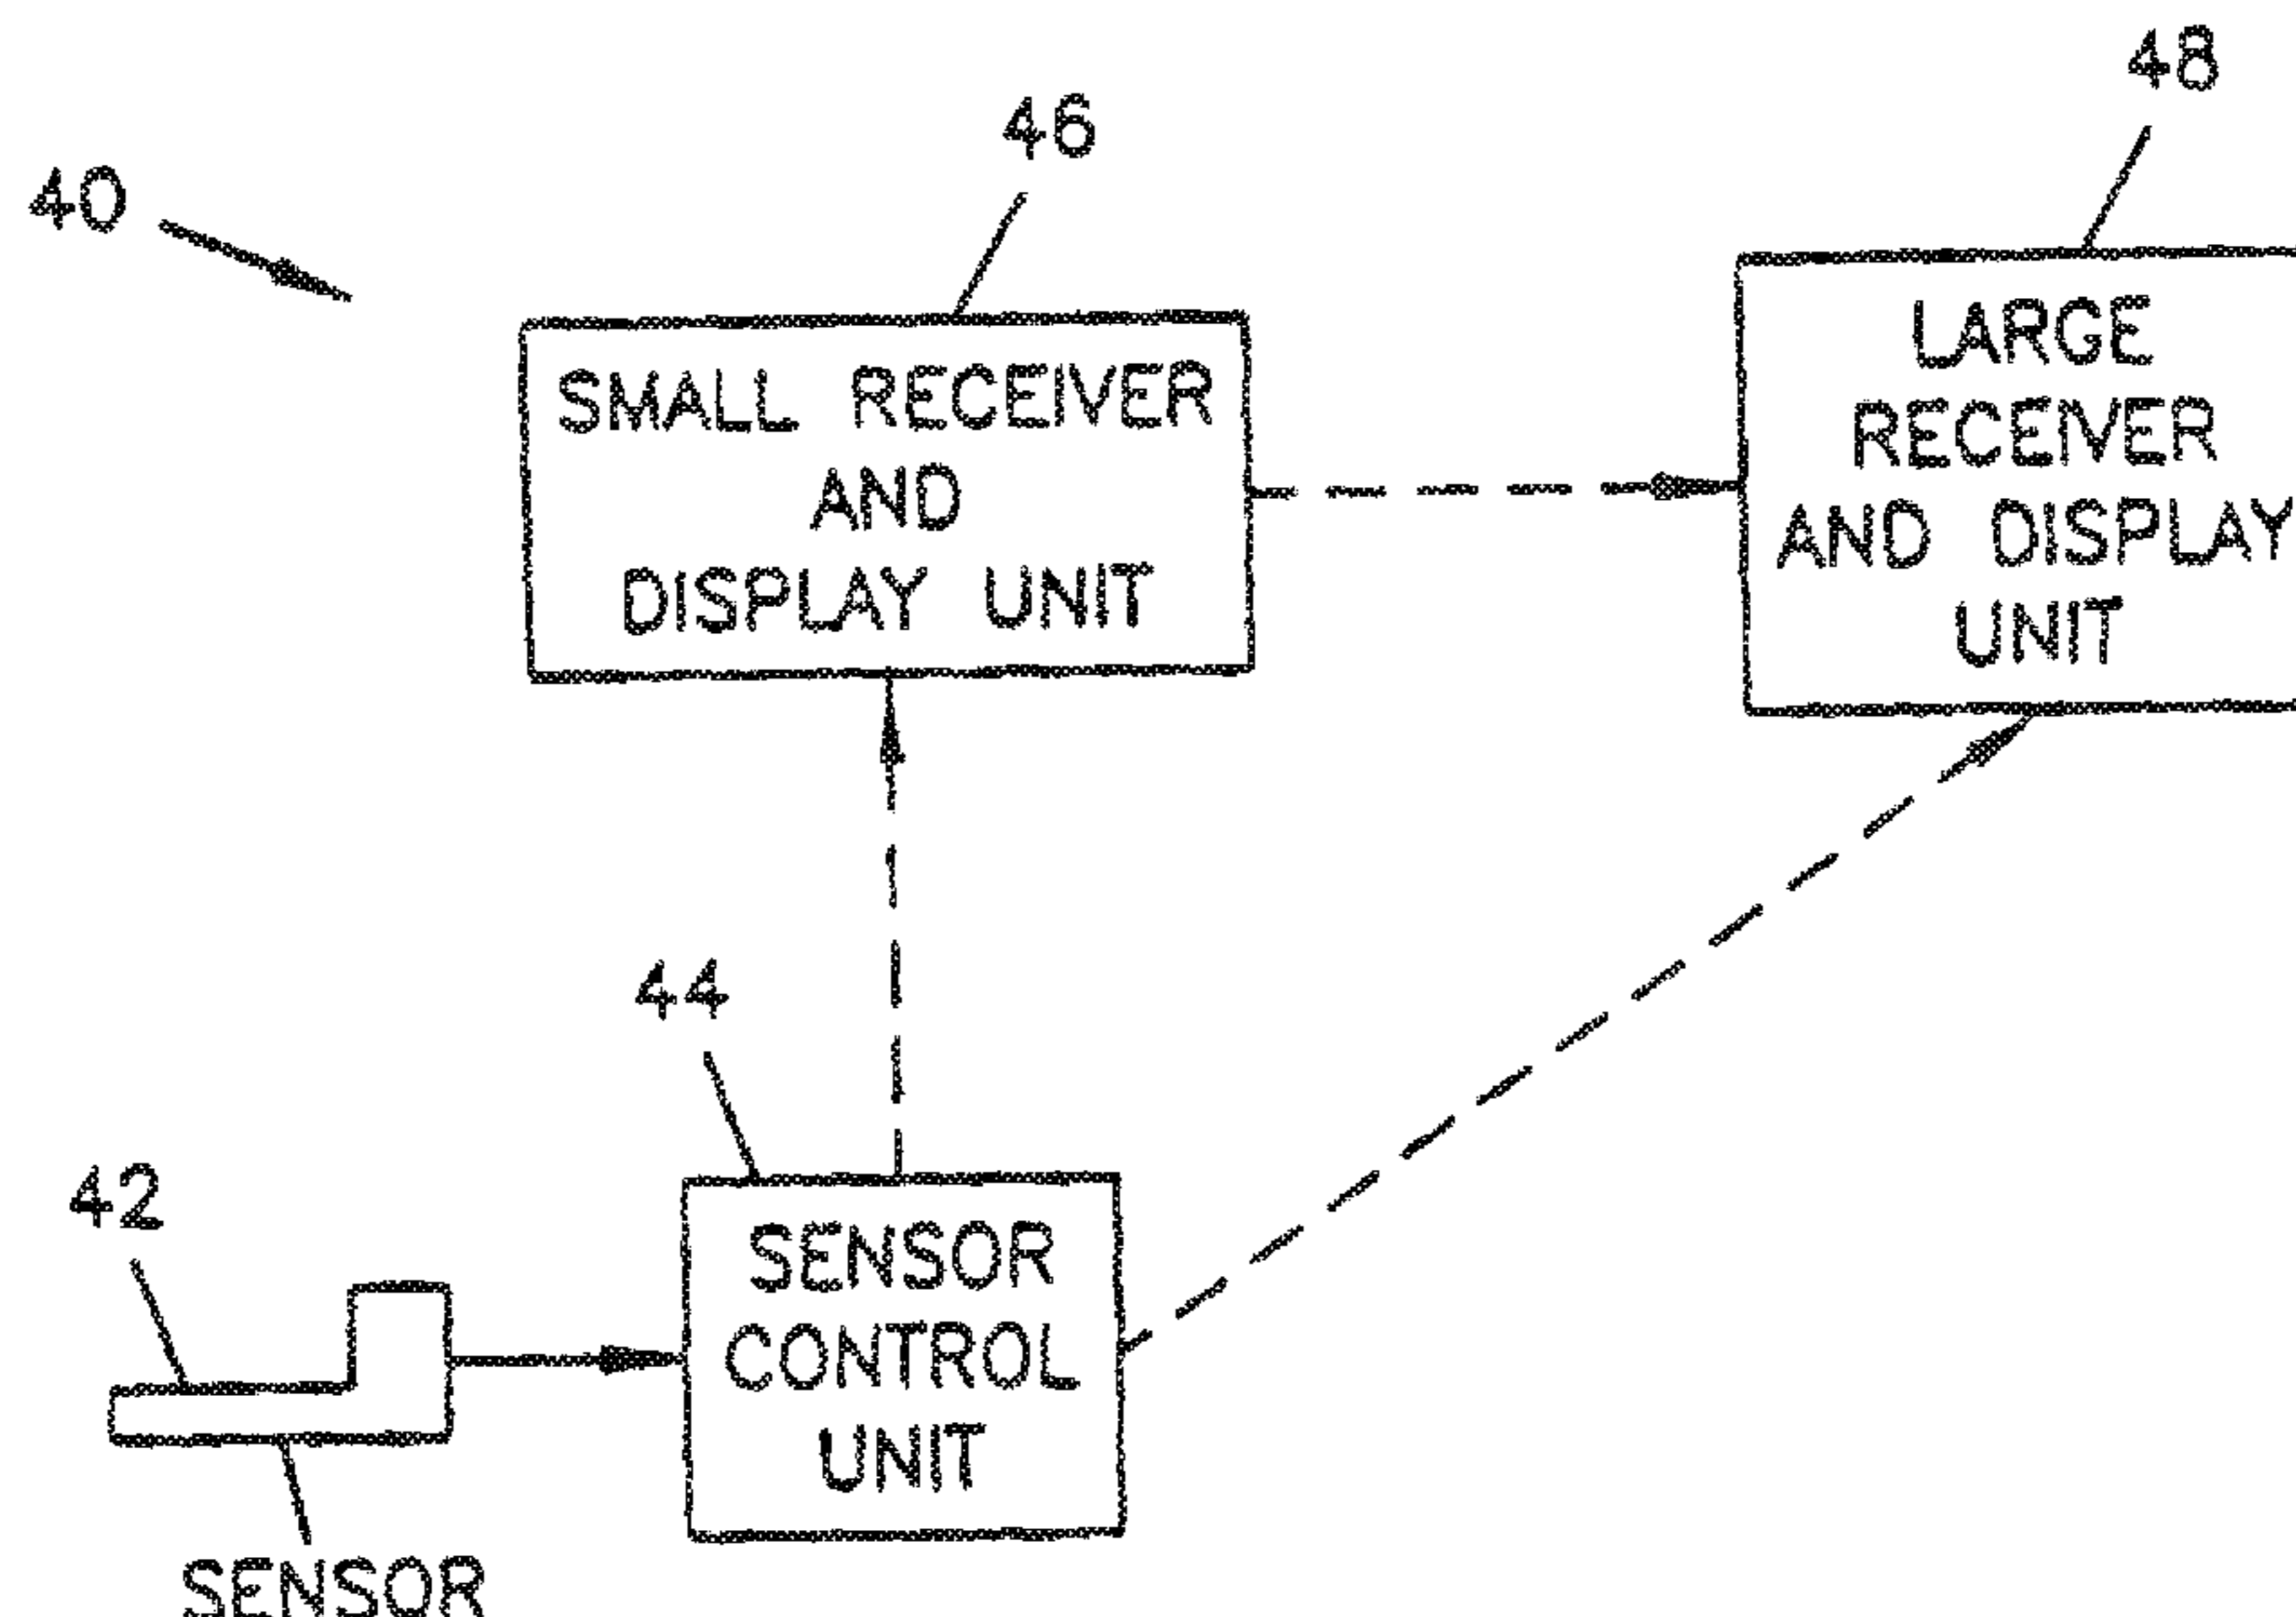 48
46
40
LARGE
RECEIVER
AND DISPLAY
UNIT
SMALL RECEIVER
AND
DISPLAY UNIT
44
42
SENSOR
CONTROL
UNIT
SENSOR